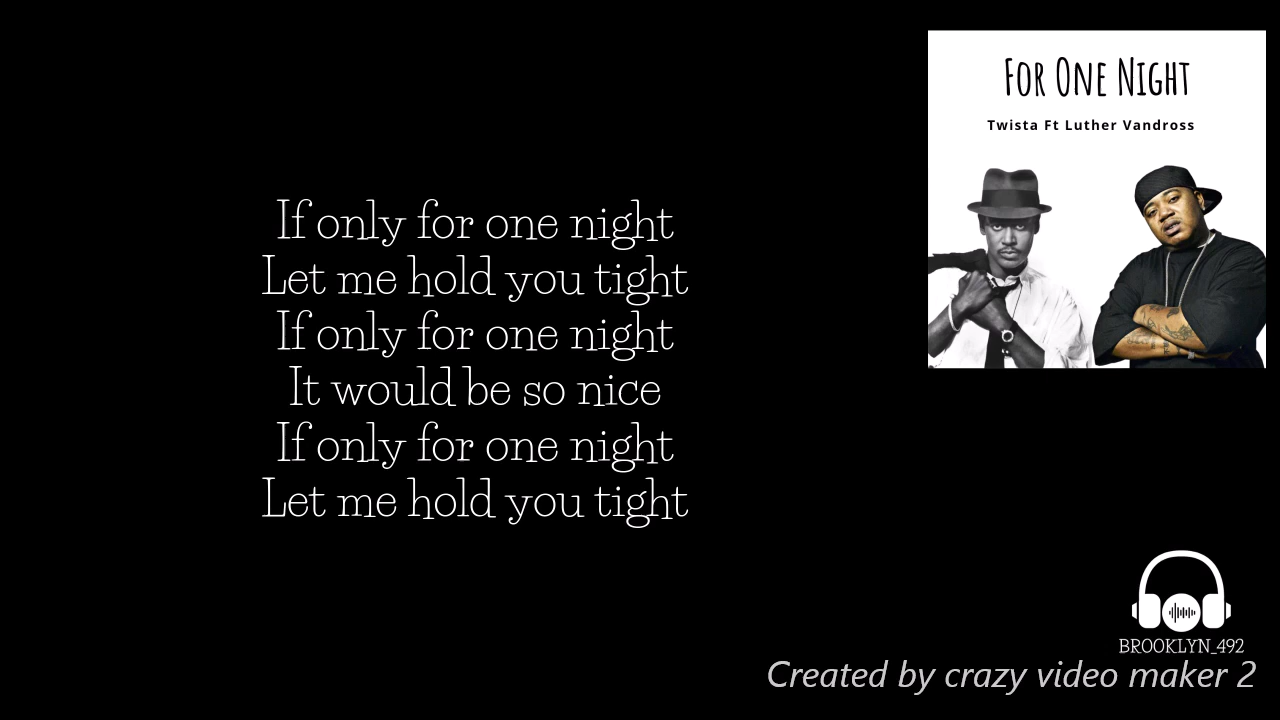 For One Night
Twista Ft Luther Vandross
If only for one night
Let me hold you tight
If only for one night
It would be so nice
If only for one night
Let me hold you tight
BROOKLYN_492
Created by crazy video maker 2